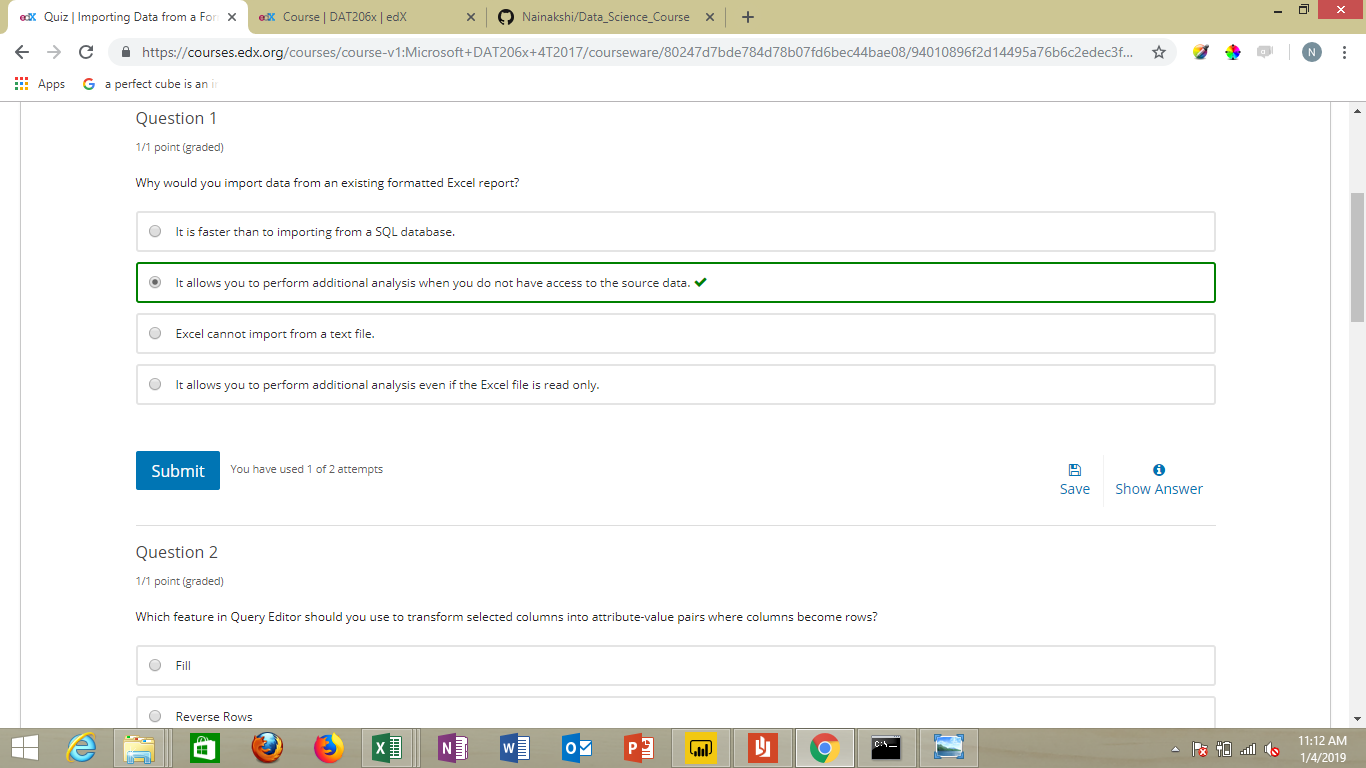 edX Quiz | Importing Data from a For
edX Course | DAT206x | edX
Nainakshi/Data_Science_Course
https://courses.edx.org/courses/course-v1:Microsoft+DAT206x+4T2017/courseware/80247d7bde784d78b07fd6bec44bae08/94010896f2d14495a76b6c2edec3f...
N
Apps
G a perfect cube is an i
Question 1
1/1 point (graded)
Why would you import data from an existing formatted Excel report?
It is faster than to importing from a SQL database.
It allows you to perform additional analysis when you do not have access to the source data.
Excel cannot import from a text file.
It allows you to perform additional analysis even if the Excel file is read only.
Submit
You have used 1 of 2 attempts
Save
Show Answer
Question 2
1/1 point (graded)
Which feature in Query Editor should you use to transform selected columns into attribute-value pairs where columns become rows?
Fill
Reverse Rows
11:12 AM
1/4/2019